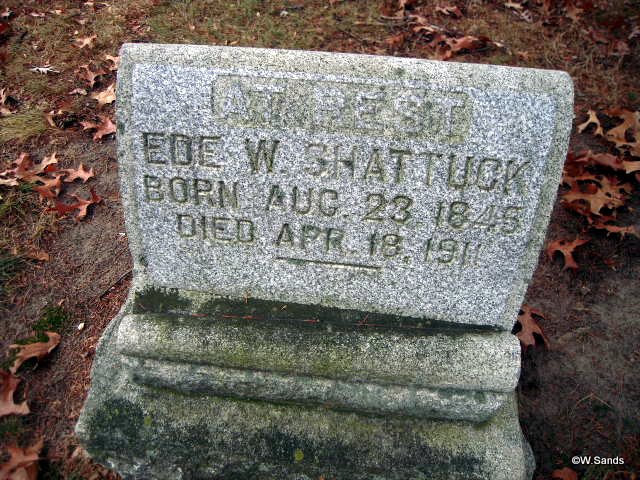 AT REST
EDE W. SHATTUCK
BORN AUG. 23, 1845
DIED APR. 18, 1911
©W.Sands